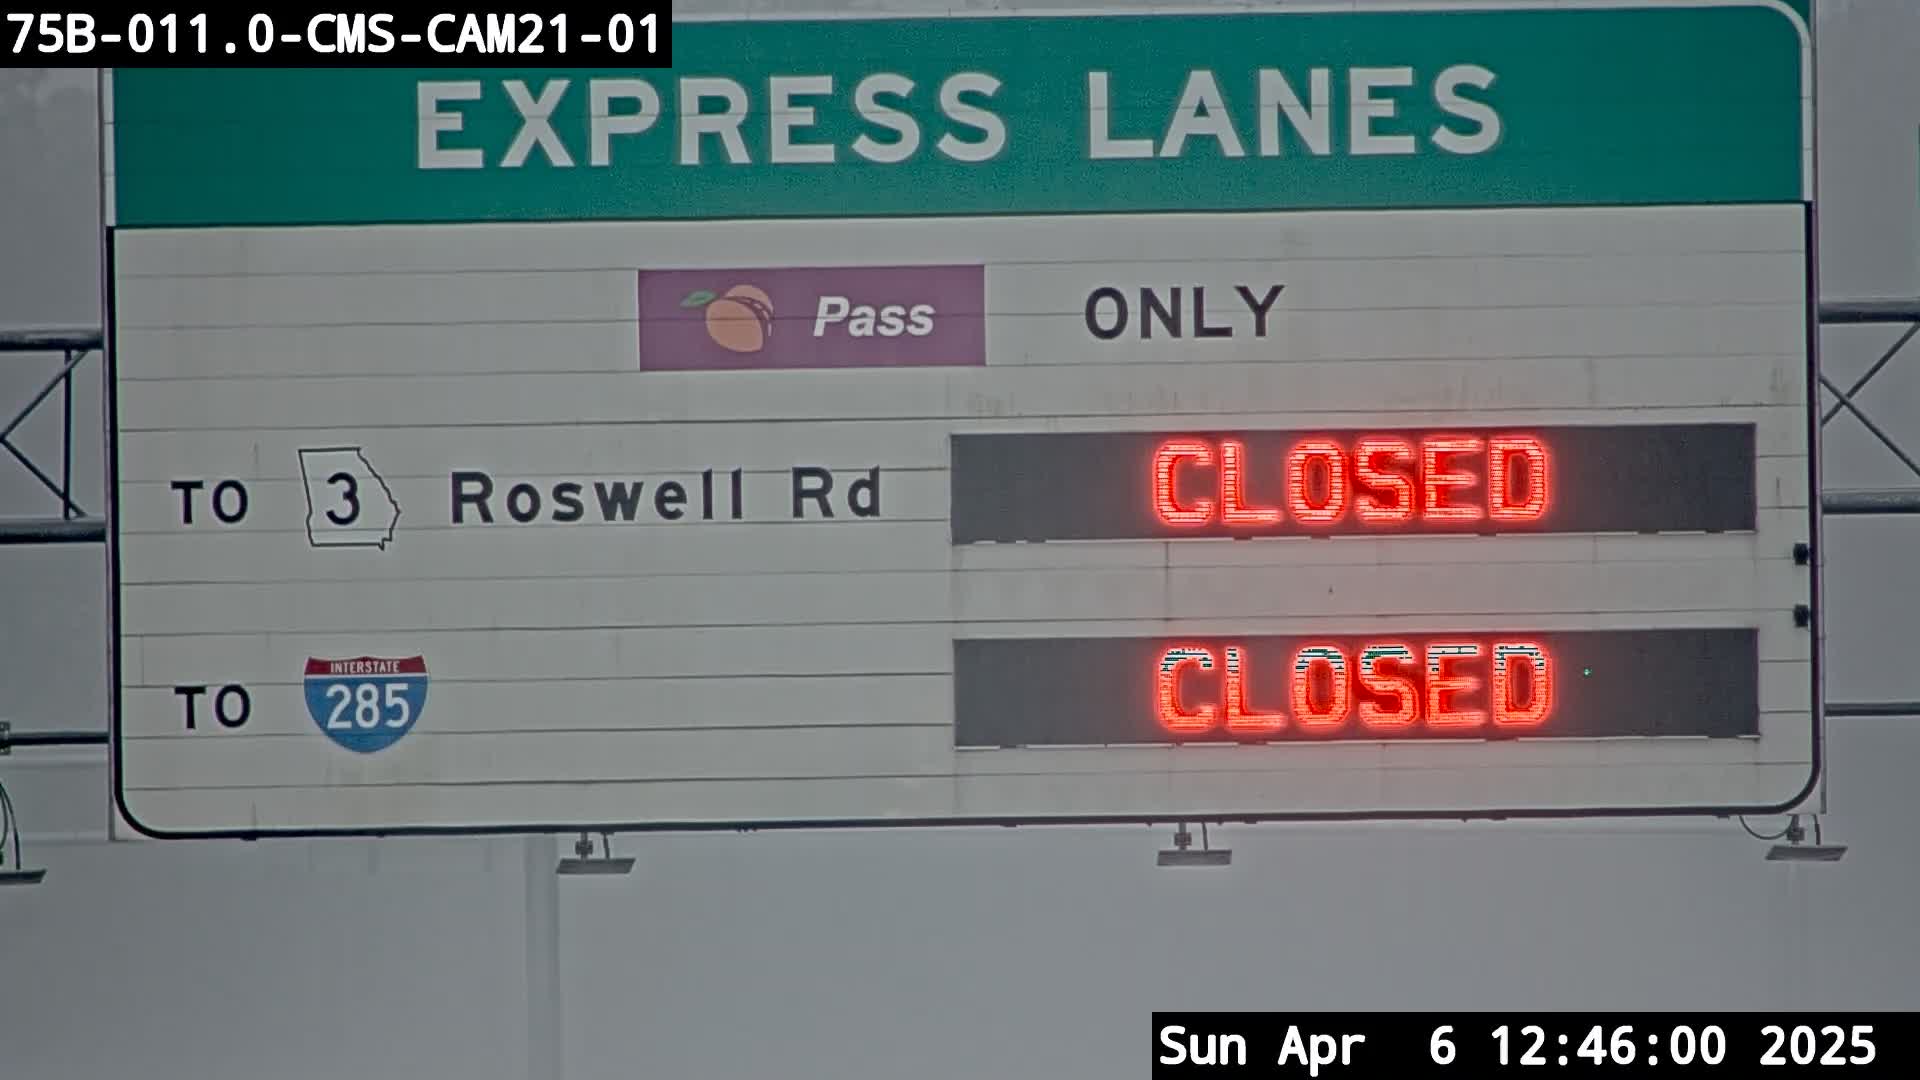 75B-011.0-CMS-CAM21-01
EXPRESS LANES
Pass ONLY
TO 3 Roswell Rd CLOSED
INTERSTATE
TO 285 CLOSED
Sun Apr 6 12:46:00 2025